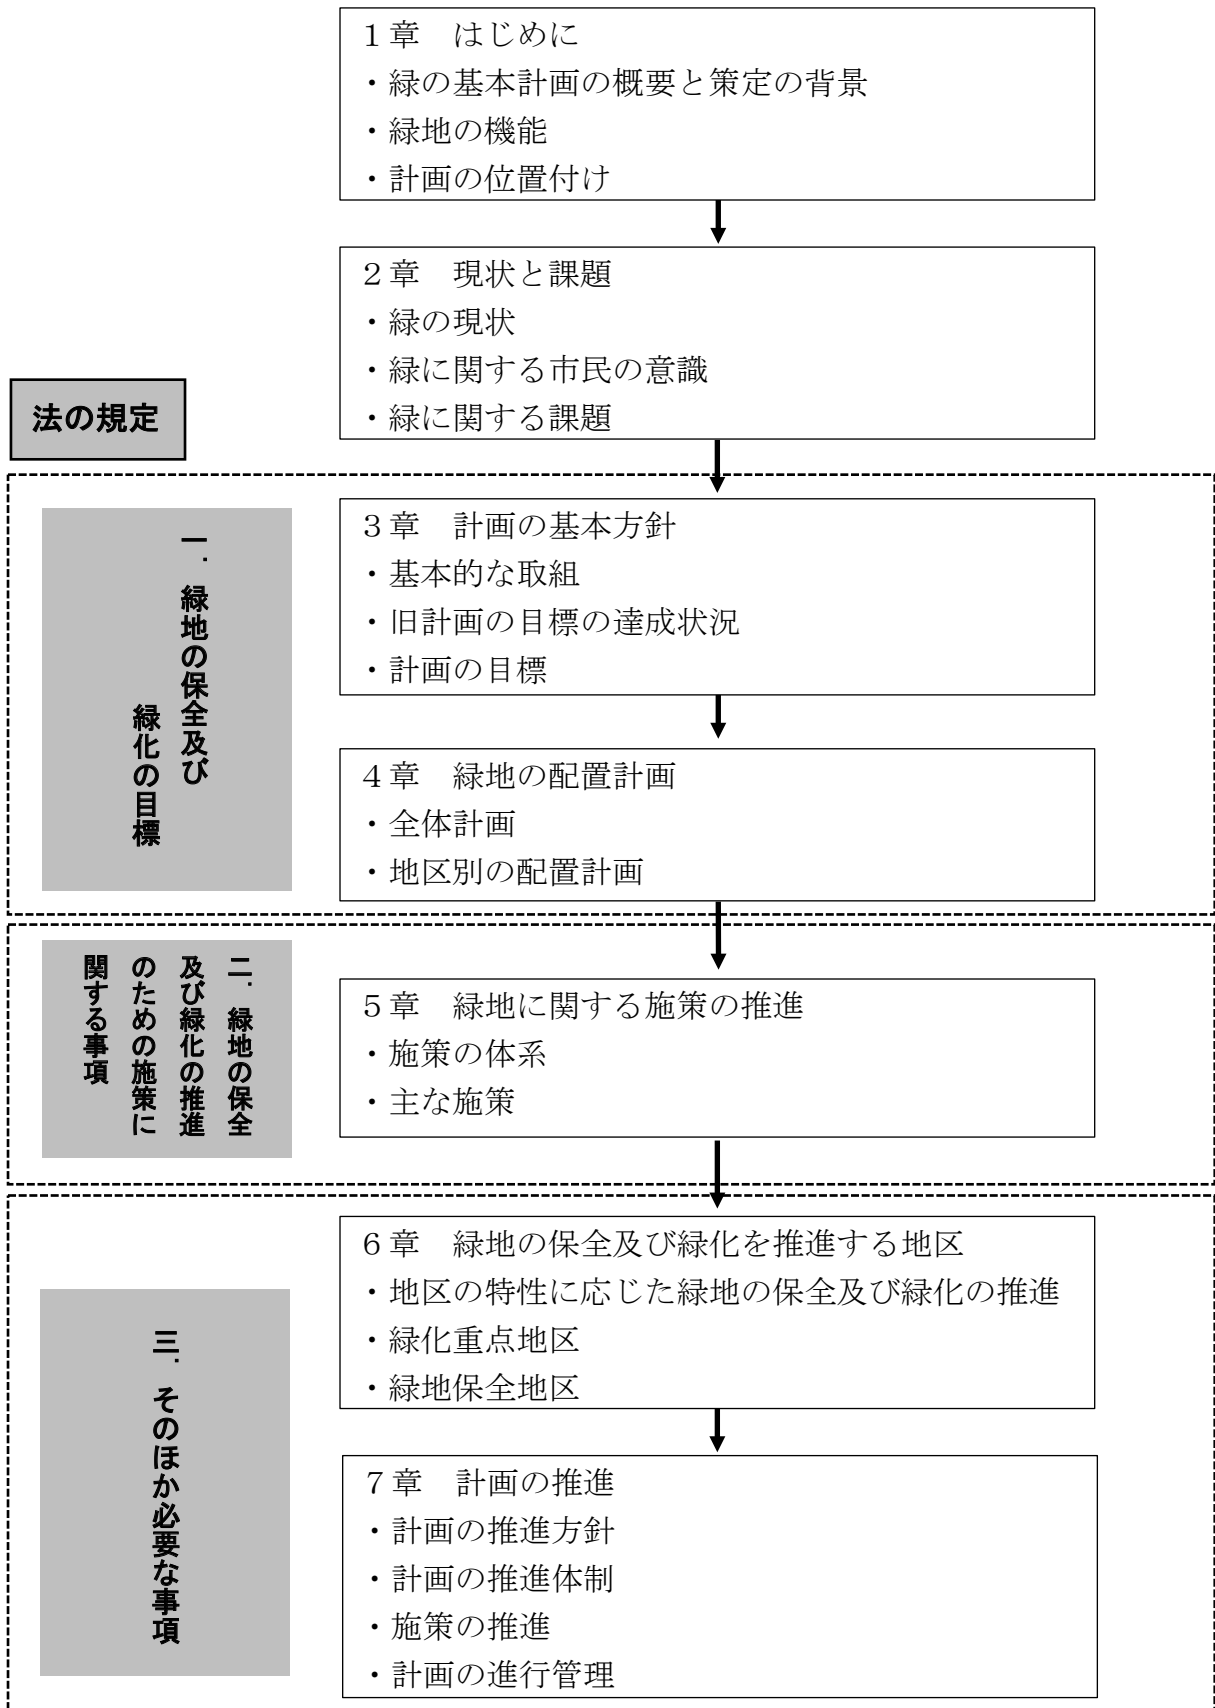 1章　はじめに
・緑の基本計画の概要と策定の背景
・緑地の機能
・計画の位置付け
2章　現状と課題
・緑の現状
・緑に関する市民の意識
・緑に関する課題
法の規定
一．緑地の保全及び
緑化の目標
3章　計画の基本方針
・基本的な取組
・旧計画の目標の達成状況
・計画の目標
4章　緑地の配置計画
・全体計画
・地区別の配置計画
二．緑地の保全
及び緑化の推進
のための施策に
関する事項
5章　緑地に関する施策の推進
・施策の体系
・主な施策
三．そのほか必要な事項
6章　緑地の保全及び緑化を推進する地区
・地区の特性に応じた緑地の保全及び緑化の推進
・緑化重点地区
・緑地保全地区
7章　計画の推進
・計画の推進方針
・計画の推進体制
・施策の推進
・計画の進行管理